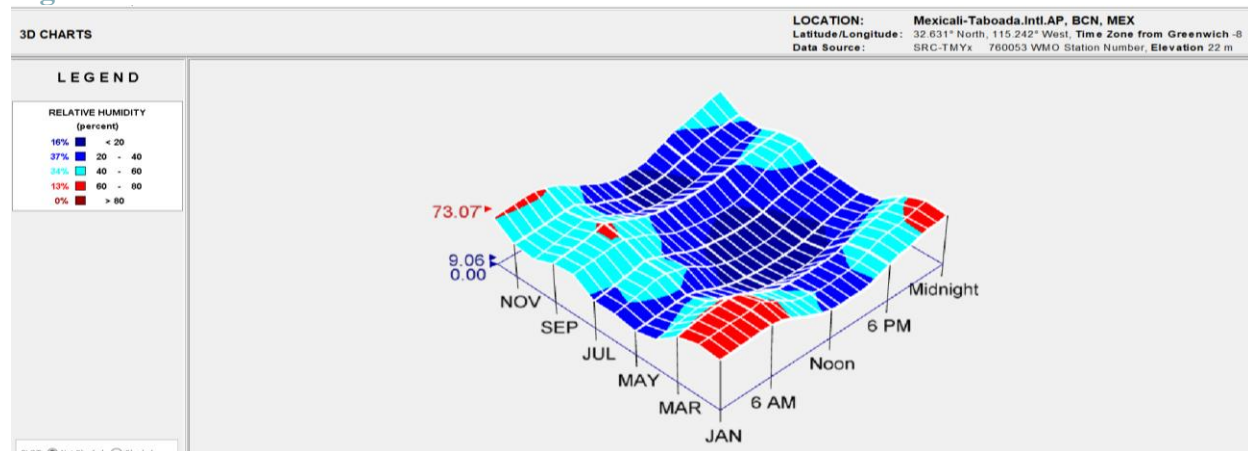 3D CHARTS
LOCATION: Mexicali-Taboada.Intl.AP, BCN, MEX
Latitude/Longitude: 32.631° North, 115.242° West, Time Zone from Greenwich -8
Data Source: SRC-TMYx 760053 WMO Station Number, Elevation 22 m
LEGEND
RELATIVE HUMIDITY
(percent)
16% < 20
37% 20 - 40
34% 40 - 60
13% 60 - 80
0% > 80
73.07
9.06
0.00
NOV
SEP
JUL
MAY
MAR
JAN
6 AM
Noon
6 PM
Midnight